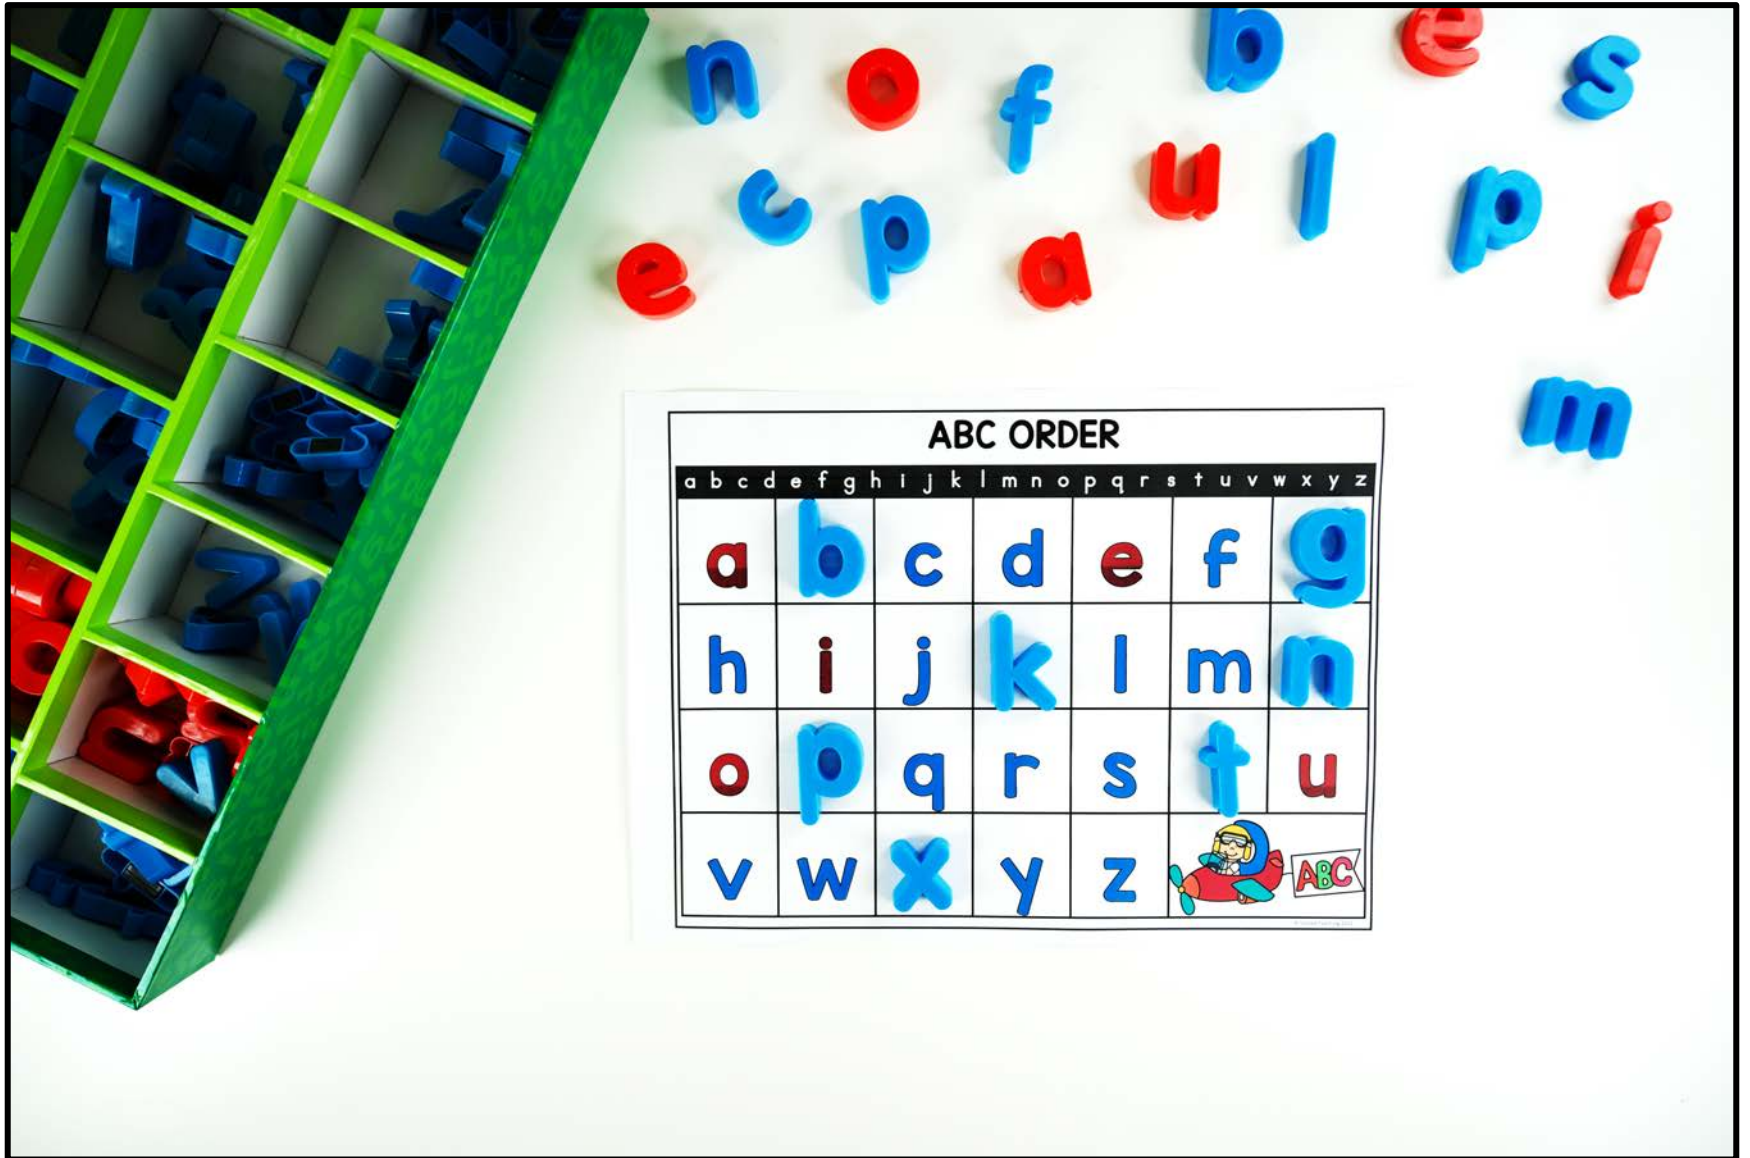 n o f b e s
c p u l p i
e a
m
ABC ORDER
a b c d e f g h i j k l m n o p q r s t u v w x y z
a b c d e f g
h i j k l m n
o p q r s t u
v w x y z ABC